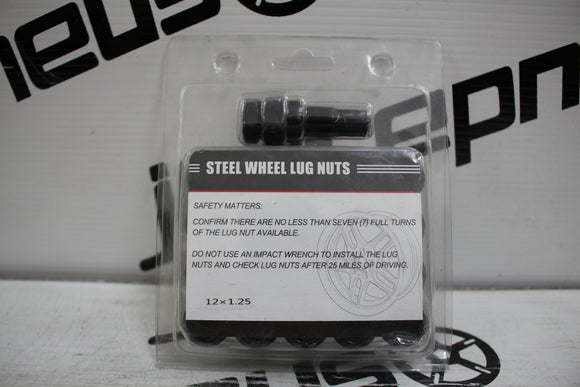 STEEL WHEEL LUG NUTS
SAFETY MATTERS:
CONFIRM THERE ARE NO LESS THAN SEVEN (7) FULL TURNS
OF THE LUG NUT AVAILABLE.
DO NOT USE AN IMPACT WRENCH TO INSTALL THE LUG
NUTS AND CHECK LUG NUTS AFTER 25 MILES OF DRIVING.
12×1.25